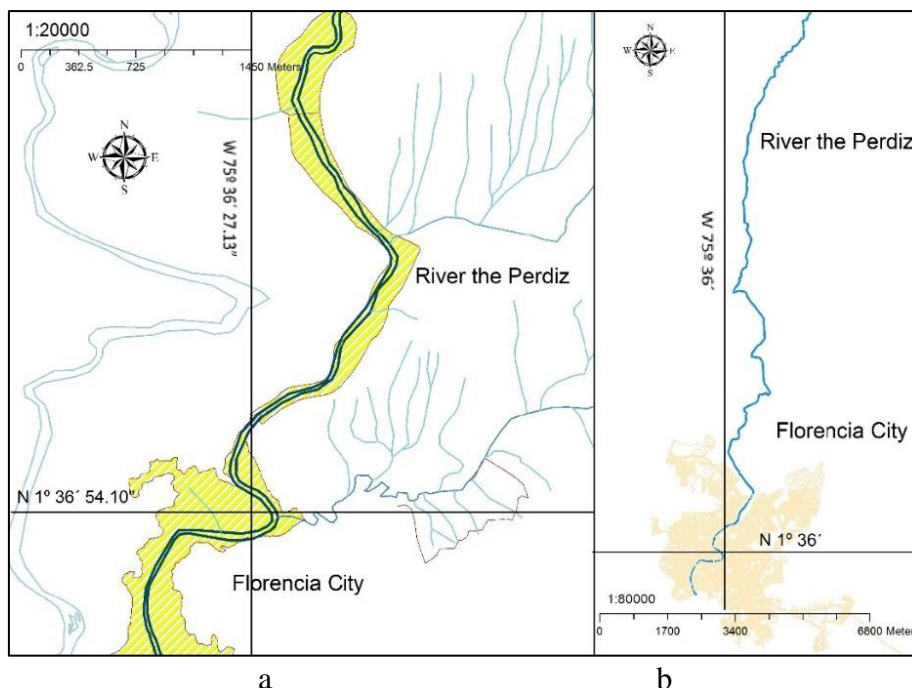 1:20000
0 362.5 725 1450 Meters
N
W E
S
W 75º 36´ 27.13"
River the Perdiz
N 1º 36´ 54.10"
Florencia City
a
N
W E
S
River the Perdiz
W 75º 36´
Florencia City
N 1º 36´
1:80000
0 1700 3400 6800 Meters
b